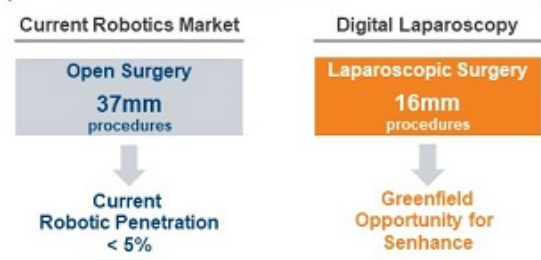 Current Robotics Market
Open Surgery
37mm
procedures
Current
Robotic Penetration
< 5%
Digital Laparoscopy
Laparoscopic Surgery
16mm
procedures
Greenfield
Opportunity for
Senhance